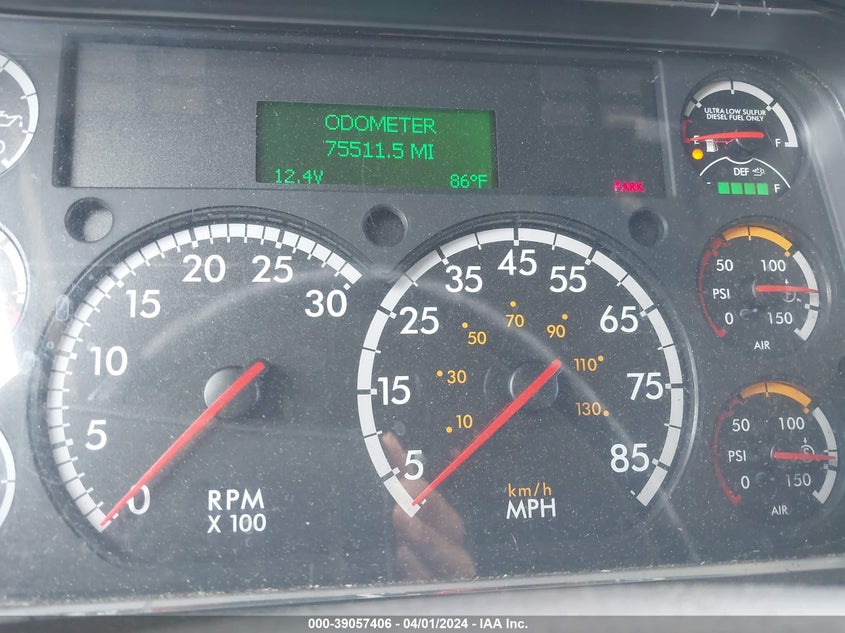 ODOMETER
75511.5 MI
12.4V 86°F
PARK
ULTRA LOW SULFUR
DIESEL FUEL ONLY
E F
DEF
F
0 5 10 15 20 25 30
RPM
X 100
5 15 25 35 45 55 65 75 85
10 30 50 70 90 110 130
km/h
MPH
50 100
PSI
0 150
AIR
50 100
PSI
0 150
AIR
000-39057406 - 04/01/2024 - IAA Inc.